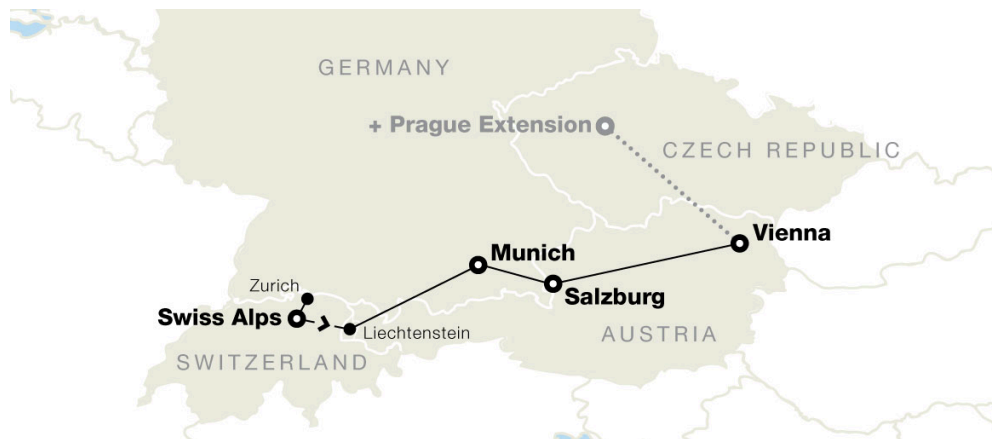 GERMANY
+ Prague Extension
CZECH REPUBLIC
Vienna
Munich
Zurich
Salzburg
Swiss Alps
Liechtenstein
AUSTRIA
SWITZERLAND